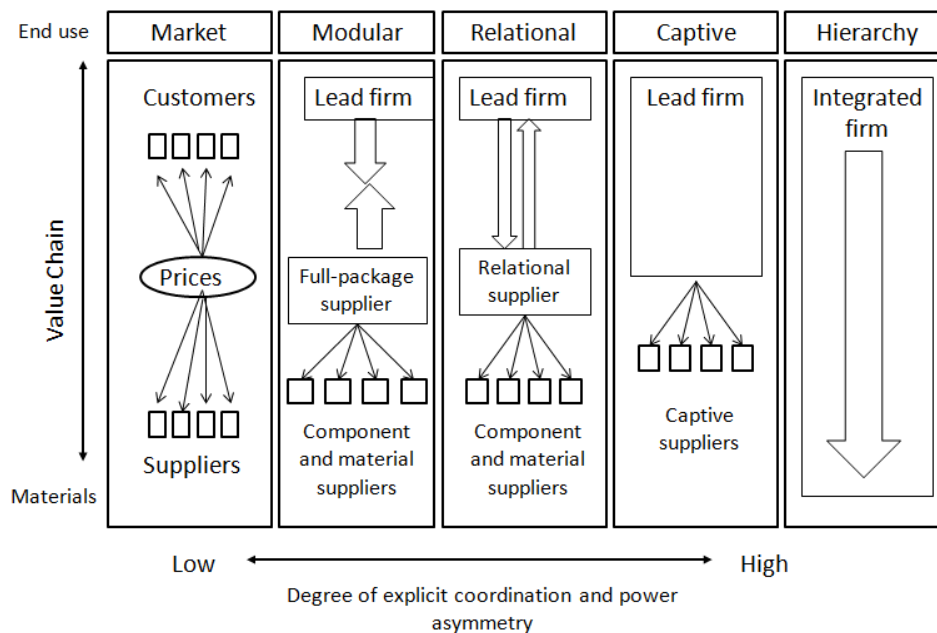 End use
Market
Modular
Relational
Captive
Hierarchy
Value Chain
Materials
Customers
Prices
Suppliers
Lead firm
Full-package
supplier
Component
and material
suppliers
Lead firm
Relational
supplier
Component
and material
suppliers
Lead firm
Captive
suppliers
Integrated
firm
Low
High
Degree of explicit coordination and power
asymmetry